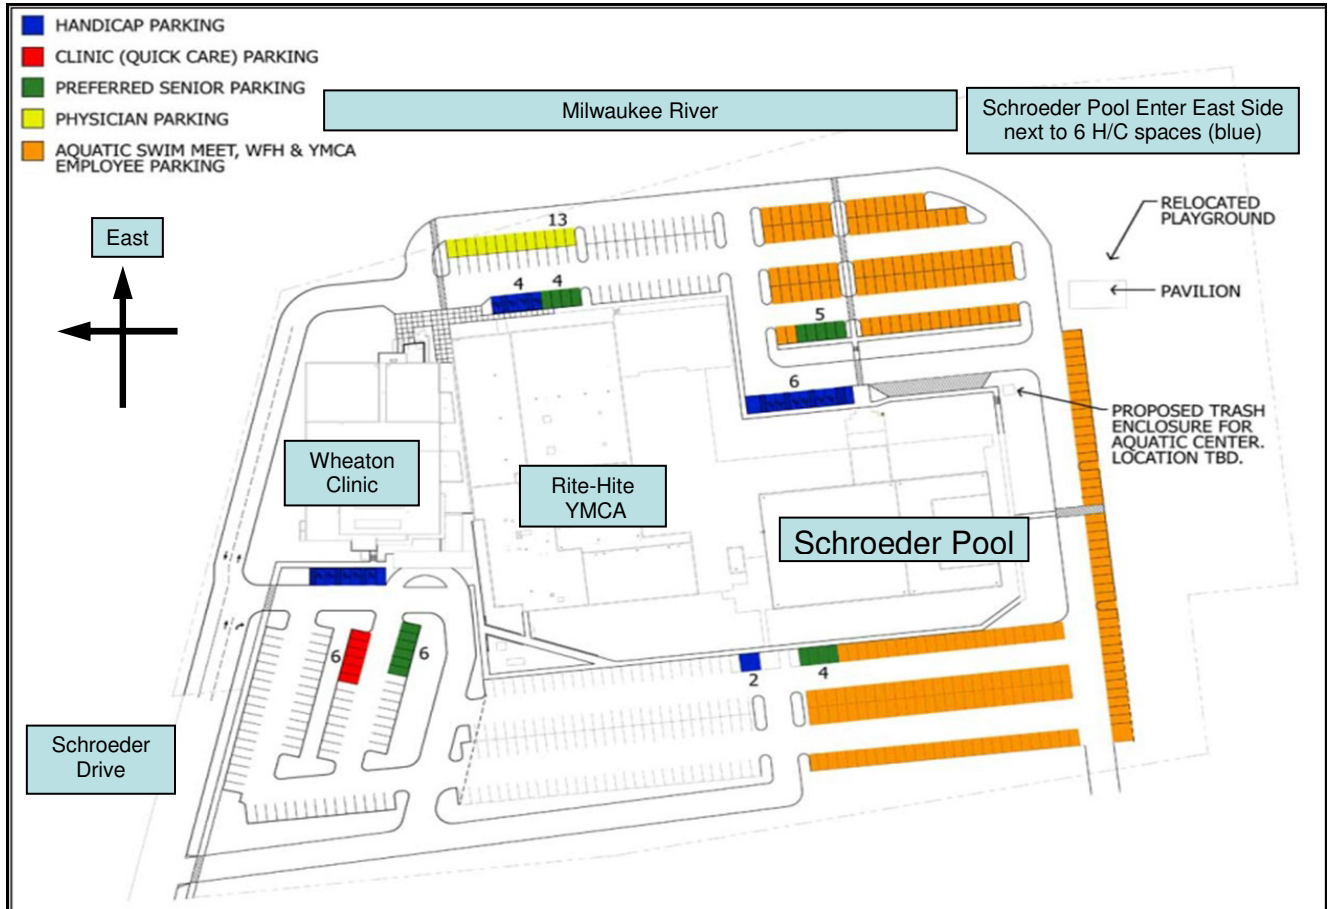 HANDICAP PARKING
CLINIC (QUICK CARE) PARKING
PREFERRED SENIOR PARKING
PHYSICIAN PARKING
AQUATIC SWIM MEET, WFH & YMCA
EMPLOYEE PARKING
Milwaukee River
Schroeder Pool Enter East Side
next to 6 H/C spaces (blue)
East
RELOCATED
PLAYGROUND
PAVILION
13
4 4
5
6
PROPOSED TRASH
ENCLOSURE FOR
AQUATIC CENTER.
LOCATION TBD.
Wheaton
Clinic
Rite-Hite
YMCA
Schroeder Pool
6
6
2
4
Schroeder
Drive